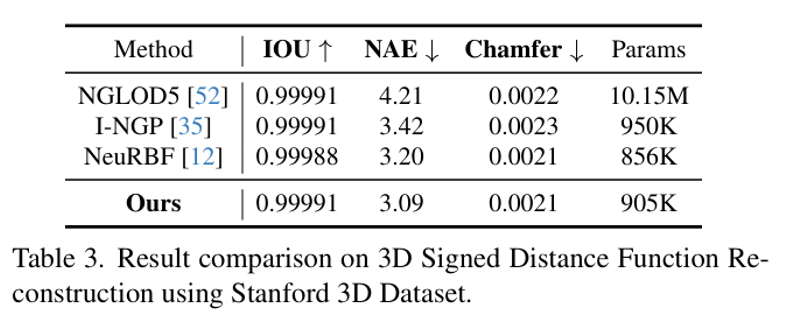 Method | IOU ↑ NAE ↓ Chamfer ↓ Params
NGLOD5 [52] 0.99991 4.21 0.0022 10.15M
I-NGP [35] 0.99991 3.42 0.0023 950K
NeuRBF [12] 0.99988 3.20 0.0021 856K
Ours 0.99991 3.09 0.0021 905K
Table 3. Result comparison on 3D Signed Distance Function Re-
construction using Stanford 3D Dataset.